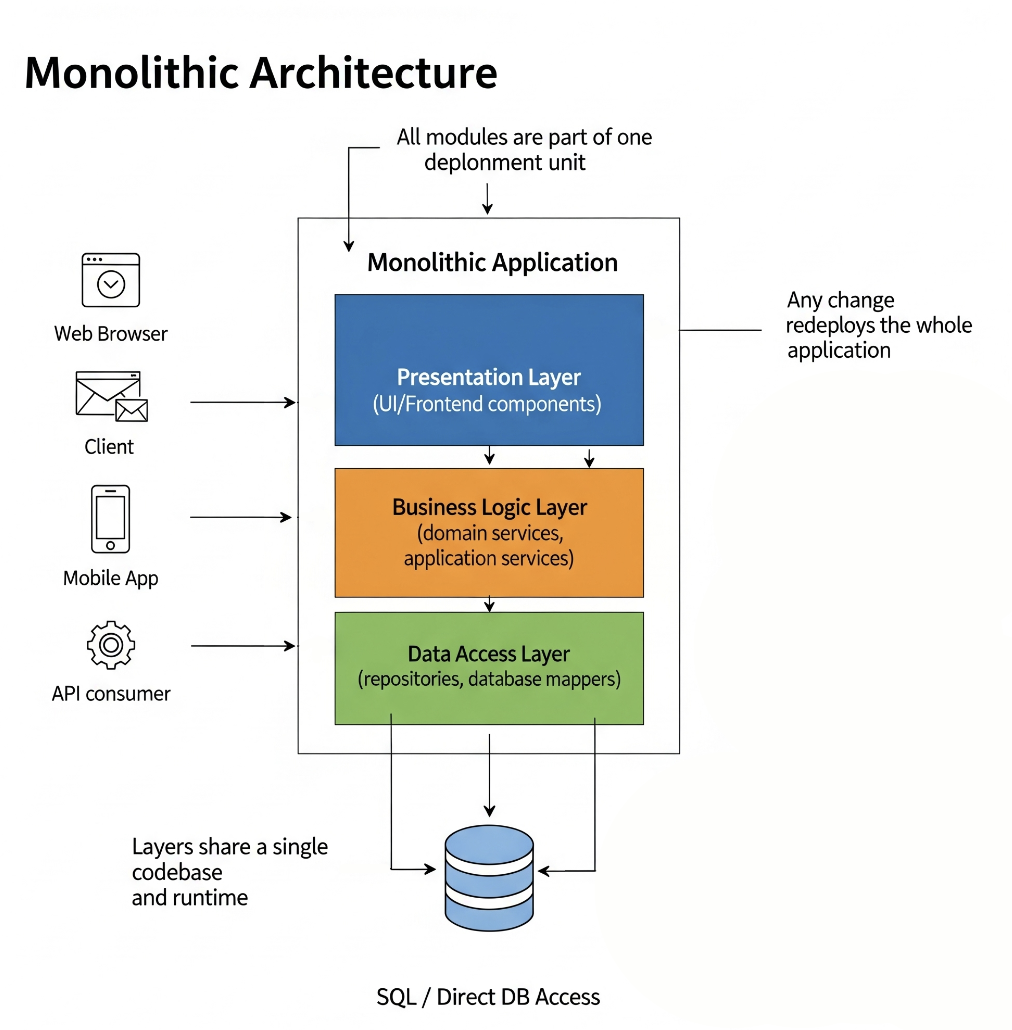 Monolithic Architecture
All modules are part of one
deplonment unit
Monolithic Application
Web Browser
Client
Mobile App
API consumer
Presentation Layer
(UI/Frontend components)
Business Logic Layer
(domain services,
application services)
Data Access Layer
(repositories, database mappers)
Any change
redeploys the whole
application
Layers share a single
codebase
and runtime
SQL / Direct DB Access